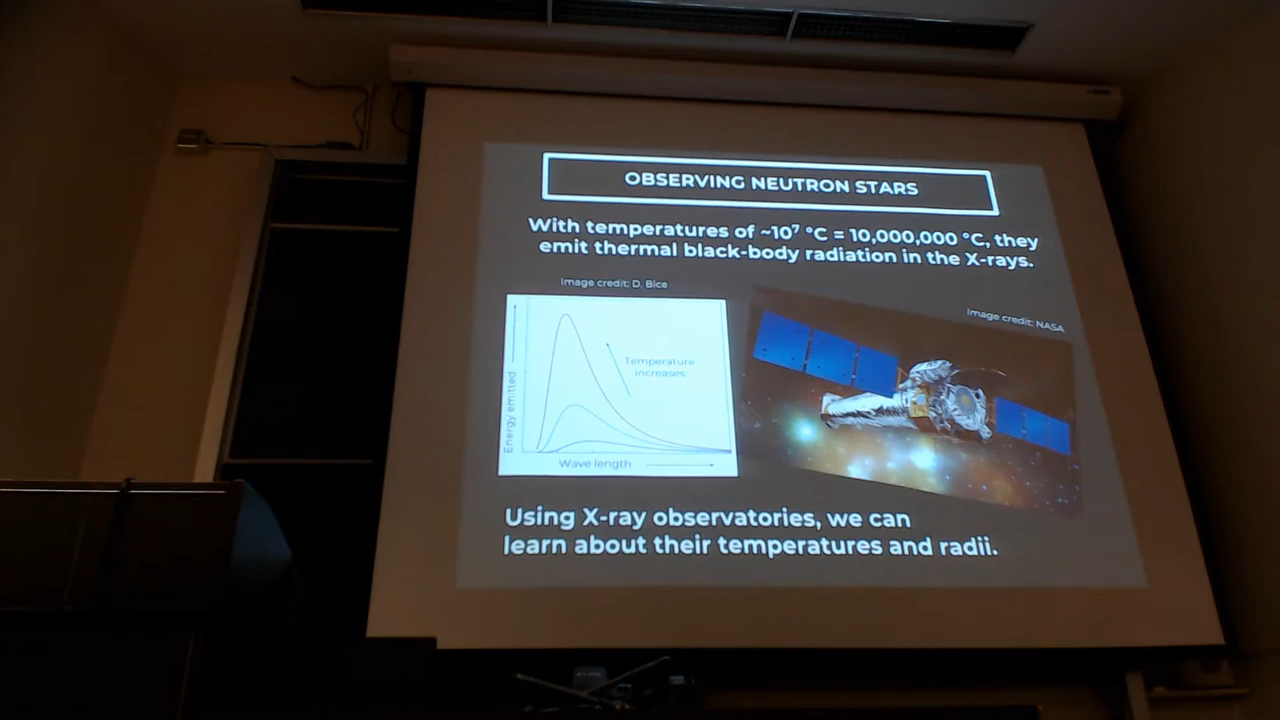 OBSERVING NEUTRON STARS
With temperatures of ~10⁷ °C = 10,000,000 °C, they
emit thermal black-body radiation in the X-rays.
Image credit: D. Bice
Image credit: NASA
Energy emitted
Temperature
increases
Wave length
Using X-ray observatories, we can
learn about their temperatures and radii.